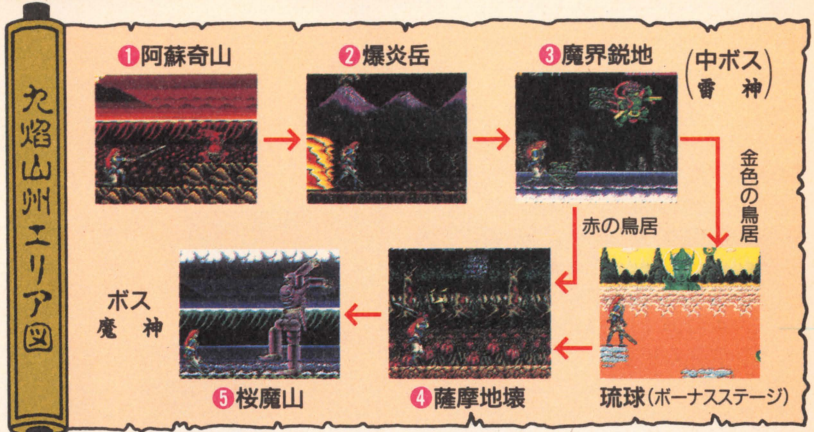 九焔山州エリア図
❶阿蘇奇山
❷爆炎岳
❸魔界鋭地
(中ボス
雷神)
金色の鳥居
赤の鳥居
ボス
魔神
❺桜魔山
❹薩摩地壊
琉球(ボーナスステージ)